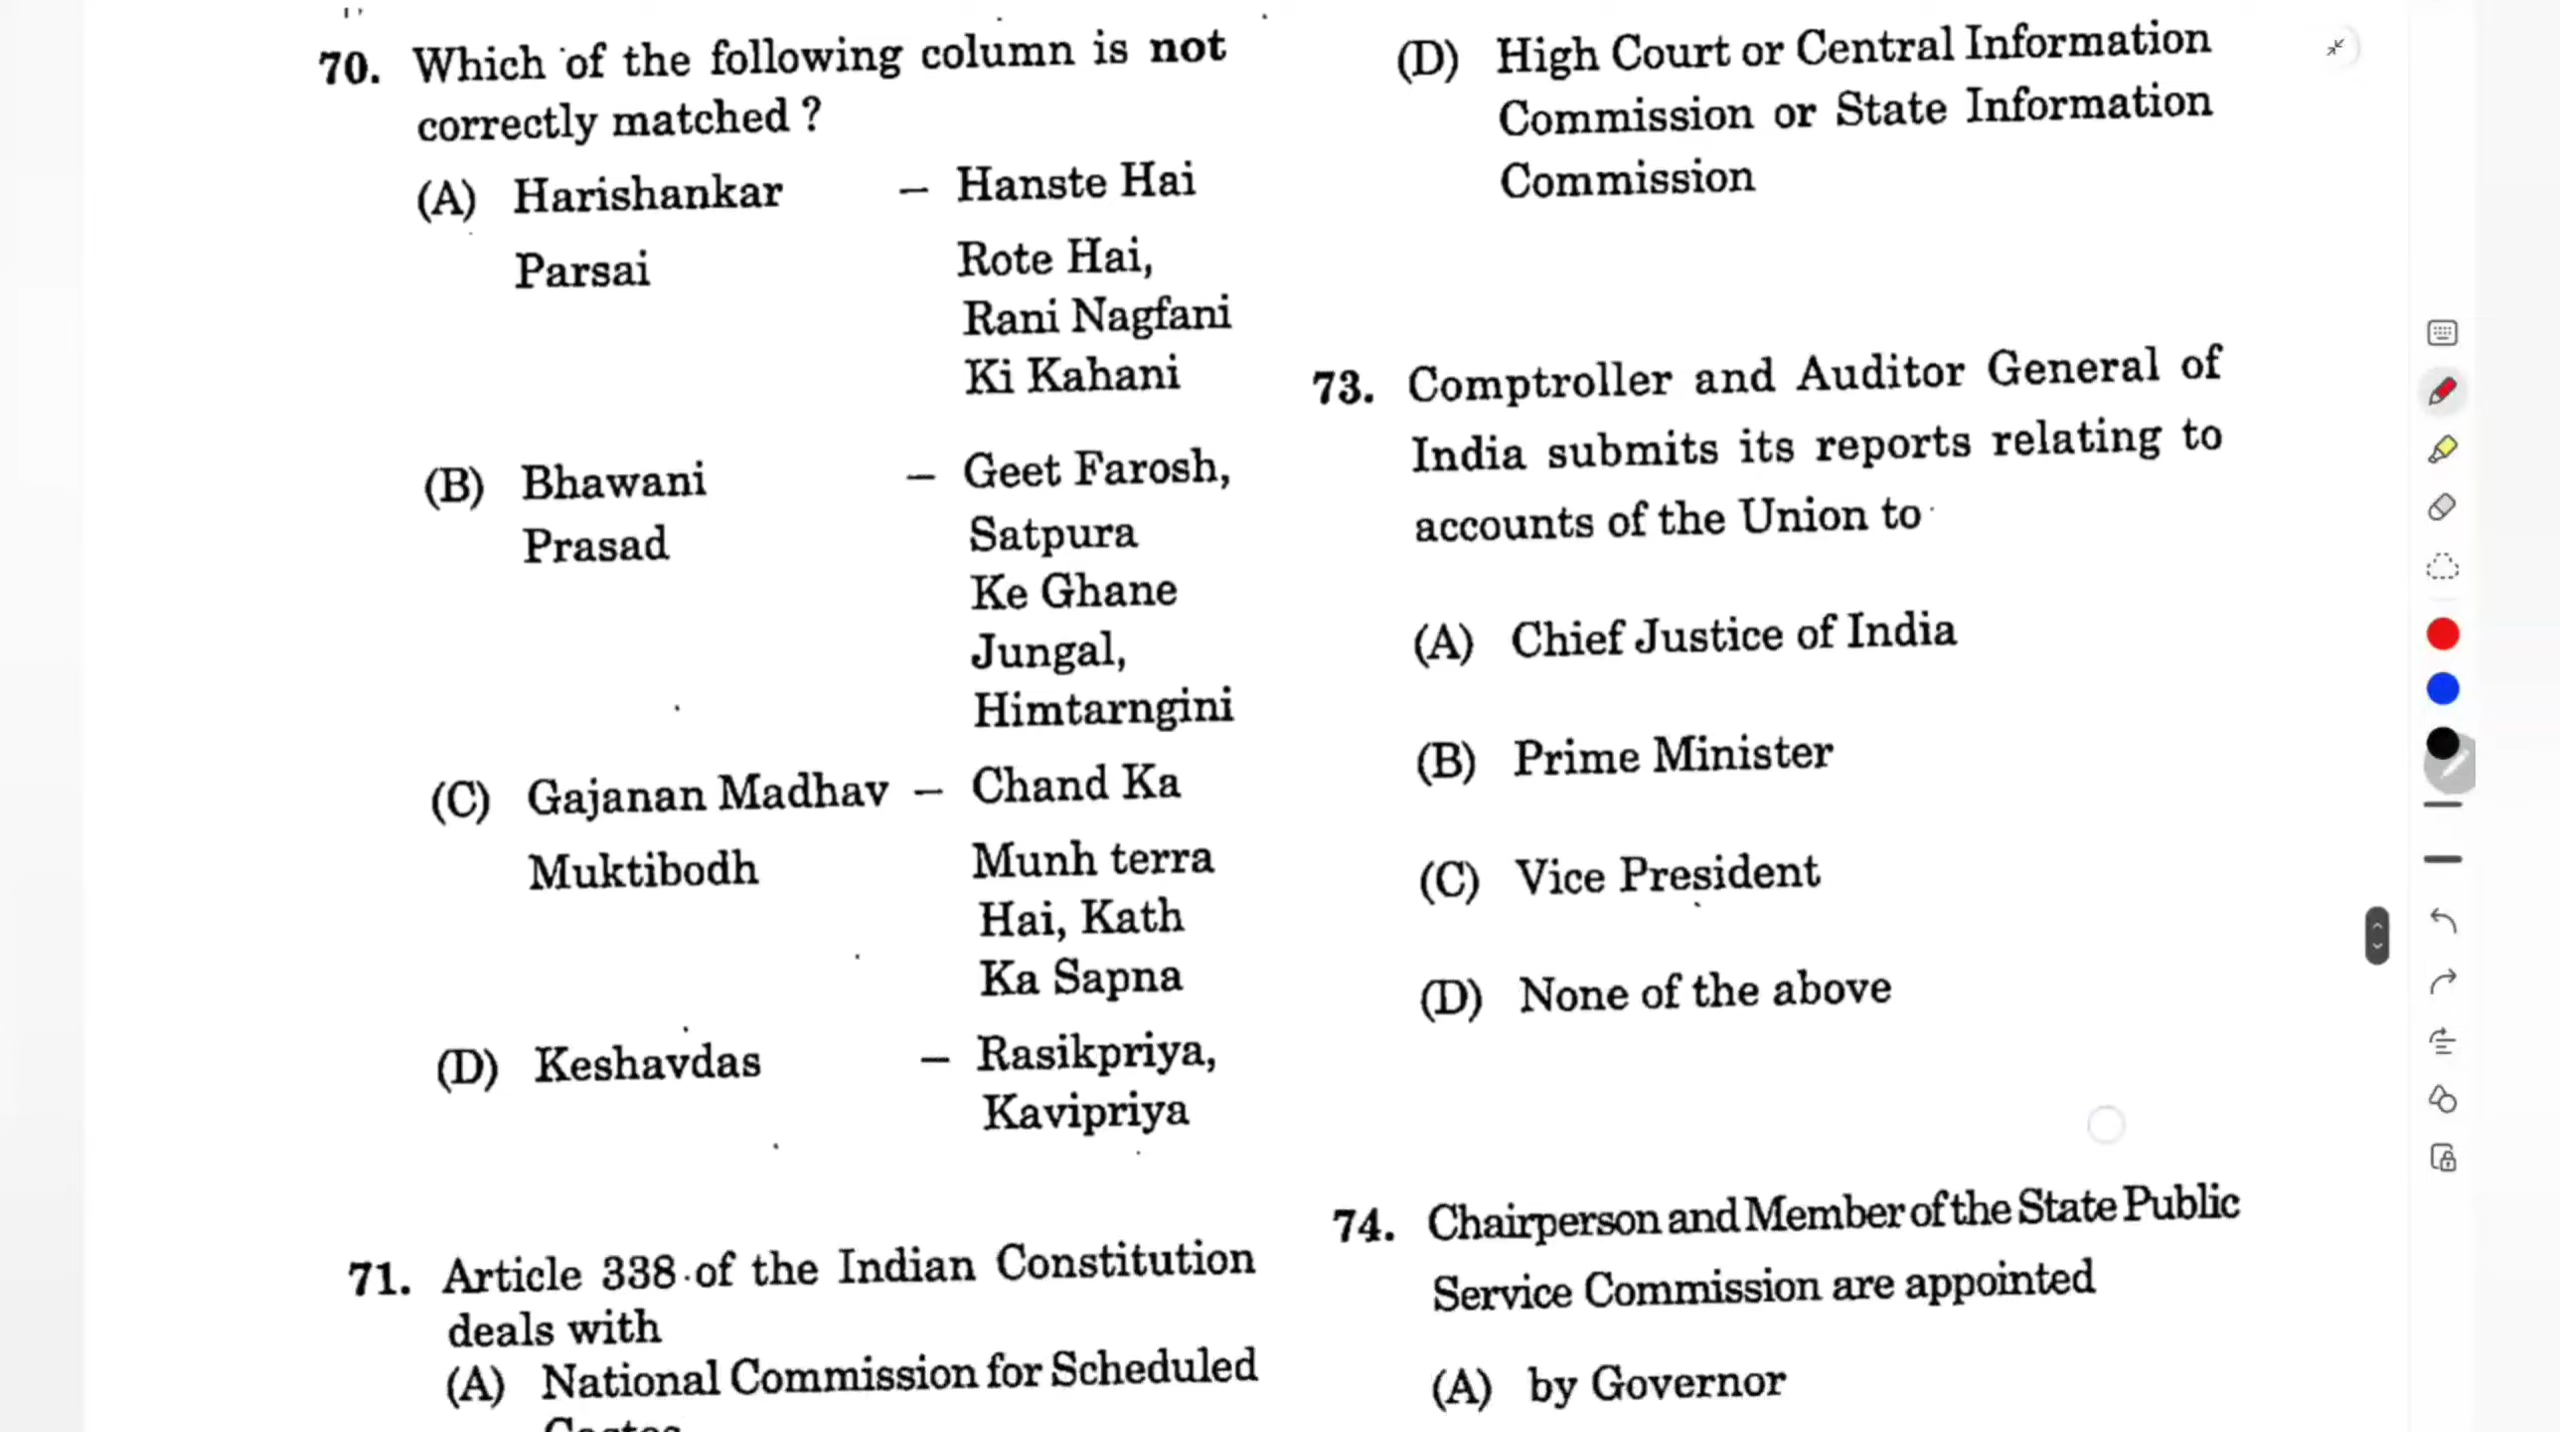 70. Which of the following column is not
correctly matched ?
(A) Harishankar – Hanste Hai
Parsai Rote Hai,
Rani Nagfani
Ki Kahani
(B) Bhawani – Geet Farosh,
Prasad Satpura
Ke Ghane
Jungal,
Himtarngini
(C) Gajanan Madhav – Chand Ka
Muktibodh Munh terra
Hai, Kath
Ka Sapna
(D) Keshavdas – Rasikpriya,
Kavipriya
71. Article 338 of the Indian Constitution
deals with
(A) National Commission for Scheduled
(D) High Court or Central Information
Commission or State Information
Commission
73. Comptroller and Auditor General of
India submits its reports relating to
accounts of the Union to
(A) Chief Justice of India
(B) Prime Minister
(C) Vice President
(D) None of the above
74. Chairperson and Member of the State Public
Service Commission are appointed
(A) by Governor